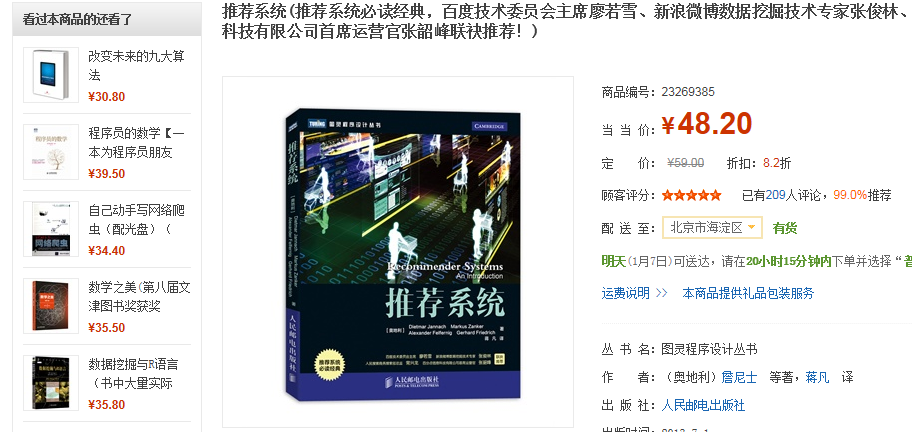 看过本商品的还看了
改变未来的九大算
法
¥30.80
程序员的数学【一
本为程序员朋友
¥39.50
自己动手写网络爬
虫（配光盘）（
¥34.40
数学之美(第八届文
津图书奖获奖
¥35.50
数据挖掘与R语言
（书中大量实际
¥35.80
推荐系统(推荐系统必读经典，百度技术委员会主席廖若雪、新浪微博数据挖掘技术专家张俊林、
科技有限公司首席运营官张韶峰联袂推荐！)
TURING 图灵程序设计丛书
CAMBRIDGE
推荐系统
人民邮电出版社
Recommender Systems
An Introduction
推荐系统
[奥地利] Dietmar Jannach Markus Zanker 著
Alexander Felfernig Gerhard Friedrich
蒋凡 译
推荐系统
必读经典
人民邮电出版社
商品编号：23269385
当 当 价：¥48.20
定 价：¥59.00 折扣：8.2折
顾客评分：★★★★★ 已有209人评论，99.0%推荐
配 送 至：北京市海淀区 有货
明天(1月7日)可送达，请在20小时15分钟内下单并选择“普
运费说明 >> 本商品提供礼品包装服务
丛 书 名：图灵程序设计丛书
作 者：（奥地利）詹尼士 等著，蒋凡 译
出 版 社：人民邮电出版社
出版时间：2013-7-1